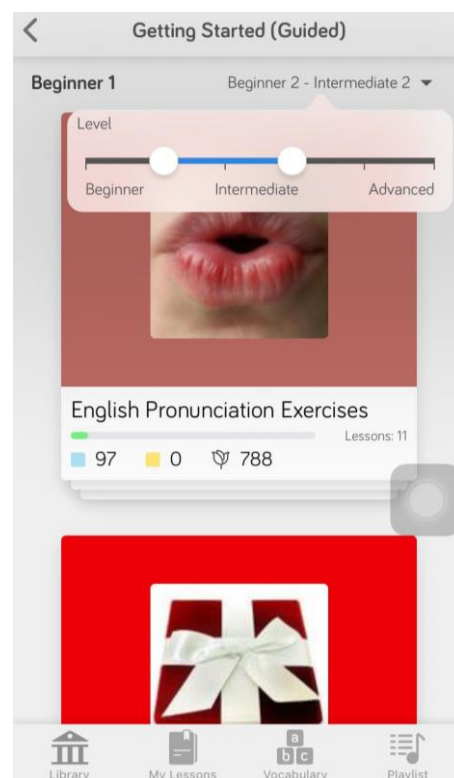 Getting Started (Guided)
Beginner 1
Beginner 2 - Intermediate 2
Level
Beginner Intermediate Advanced
English Pronunciation Exercises
Lessons: 11
97 0 788
a
b c
Library My Lessons Vocabulary Playlist